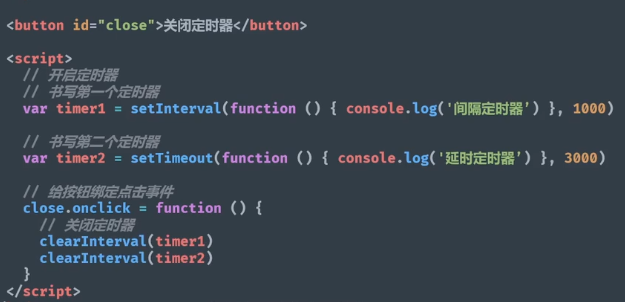 <button id="close">关闭定时器</button>
<script>
// 开启定时器
// 书写第一个定时器
var timer1 = setInterval(function () { console.log('间隔定时器’) }, 1000)
// 书写第二个定时器
var timer2 = setTimeout(function () { console.log('延时定时器’) }, 3000)
// 给按钮绑定点击事件
close.onclick = function () {
// 关闭定时器
clearInterval(timer1)
clearInterval(timer2)
}
</script>